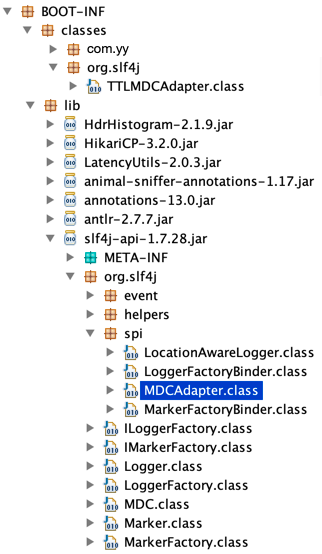 BOOT-INF
classes
com.yy
org.slf4j
TTLMDCAdapter.class
lib
HdrHistogram-2.1.9.jar
HikariCP-3.2.0.jar
LatencyUtils-2.0.3.jar
animal-sniffer-annotations-1.17.jar
annotations-13.0.jar
antlr-2.7.7.jar
slf4j-api-1.7.28.jar
META-INF
org.slf4j
event
helpers
spi
LocationAwareLogger.class
LoggerFactoryBinder.class
MDCAdapter.class
MarkerFactoryBinder.class
ILoggerFactory.class
IMarkerFactory.class
Logger.class
LoggerFactory.class
MDC.class
Marker.class
MarkerFactory.class